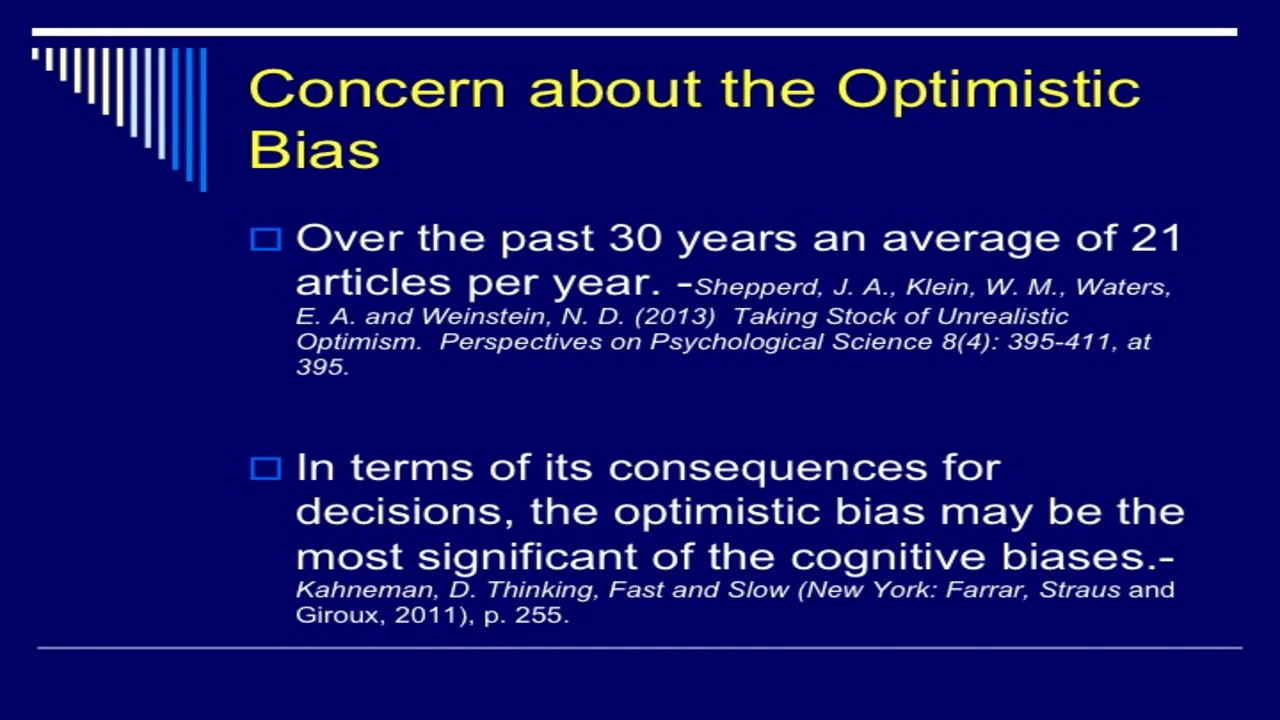 Concern about the Optimistic
Bias
Over the past 30 years an average of 21
articles per year. -Shepperd, J. A., Klein, W. M., Waters,
E. A. and Weinstein, N. D. (2013)  Taking Stock of Unrealistic
Optimism.  Perspectives on Psychological Science 8(4): 395-411, at
395.
In terms of its consequences for
decisions, the optimistic bias may be the
most significant of the cognitive biases.-
Kahneman, D. Thinking, Fast and Slow (New York: Farrar, Straus and
Giroux, 2011), p. 255.